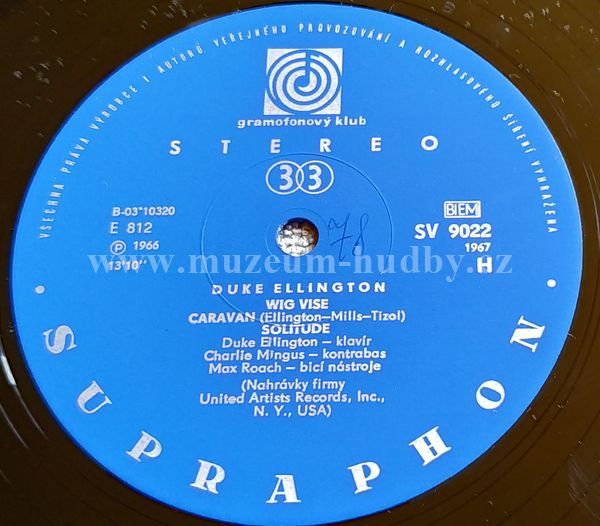 VŠECHNA PRÁVA VÝROBCE I AUTORŮ VEŘEJNÉHO PROVOZOVÁNÍ A ROZHLASOVÉHO ŠÍŘENÍ VYHRAŽENA
gramofonový klub
STEREO
33
B-03*10320
E 812
Ⓟ 1966
13'10''
78
BIEM
SV 9022
1967
H
www.muzeum-hudby.cz
DUKE ELLINGTON
WIG VISE
CARAVAN (Ellington—Mills—Tizol)
SOLITUDE
Duke Ellington — klavír
Charlie Mingus — kontrabas
Max Roach — bicí nástroje
(Nahrávky firmy
United Artists Records, Inc.,
N. Y., USA)
• SUPRAPHON •